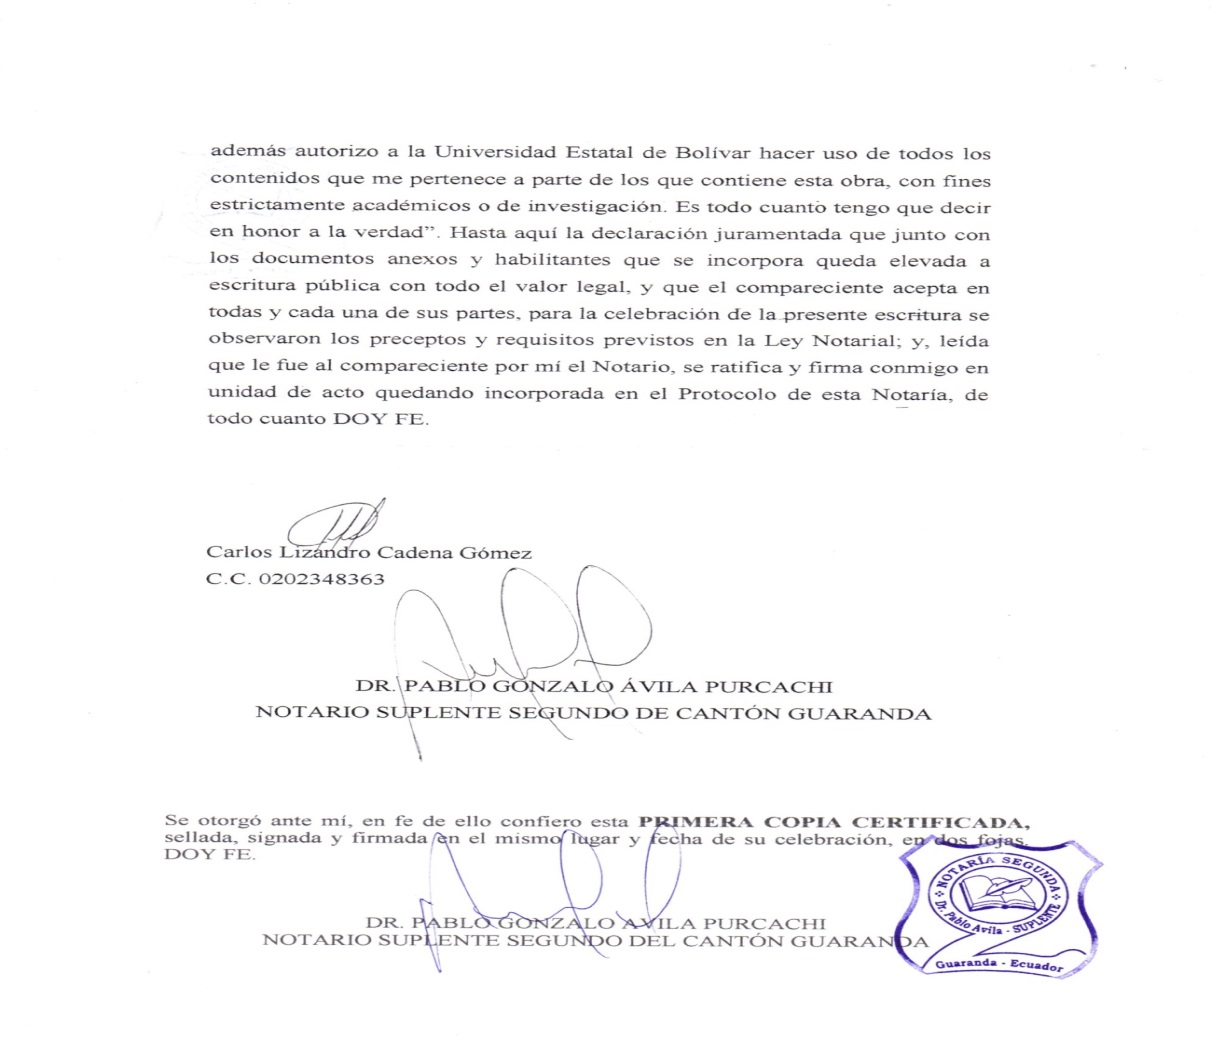 además autorizo a la Universidad Estatal de Bolívar hacer uso de todos los
contenidos que me pertenece a parte de los que contiene esta obra, con fines
estrictamente académicos o de investigación. Es todo cuanto tengo que decir
en honor a la verdad”. Hasta aquí la declaración juramentada que junto con
los documentos anexos y habilitantes que se incorpora queda elevada a
escritura pública con todo el valor legal, y que el compareciente acepta en
todas y cada una de sus partes, para la celebración de la presente escritura se
observaron los preceptos y requisitos previstos en la Ley Notarial; y, leída
que le fue al compareciente por mí el Notario, se ratifica y firma conmigo en
unidad de acto quedando incorporada en el Protocolo de esta Notaría, de
todo cuanto DOY FE.
Carlos Lizandro Cadena Gómez
C.C. 0202348363
DR. PABLO GONZALO ÁVILA PURCACHI
NOTARIO SUPLENTE SEGUNDO DE CANTÓN GUARANDA
Se otorgó ante mí, en fe de ello confiero esta PRIMERA COPIA CERTIFICADA,
sellada, signada y firmada en el mismo lugar y fecha de su celebración, en dos fojas.
DOY FE.
DR. PABLO GONZALO AVILA PURCACHI
NOTARIO SUPLENTE SEGUNDO DEL CANTÓN GUARANDA
NOTARÍA SEGUNDA
Dr. Pablo Avila - SUPLENTE
Guaranda - Ecuador